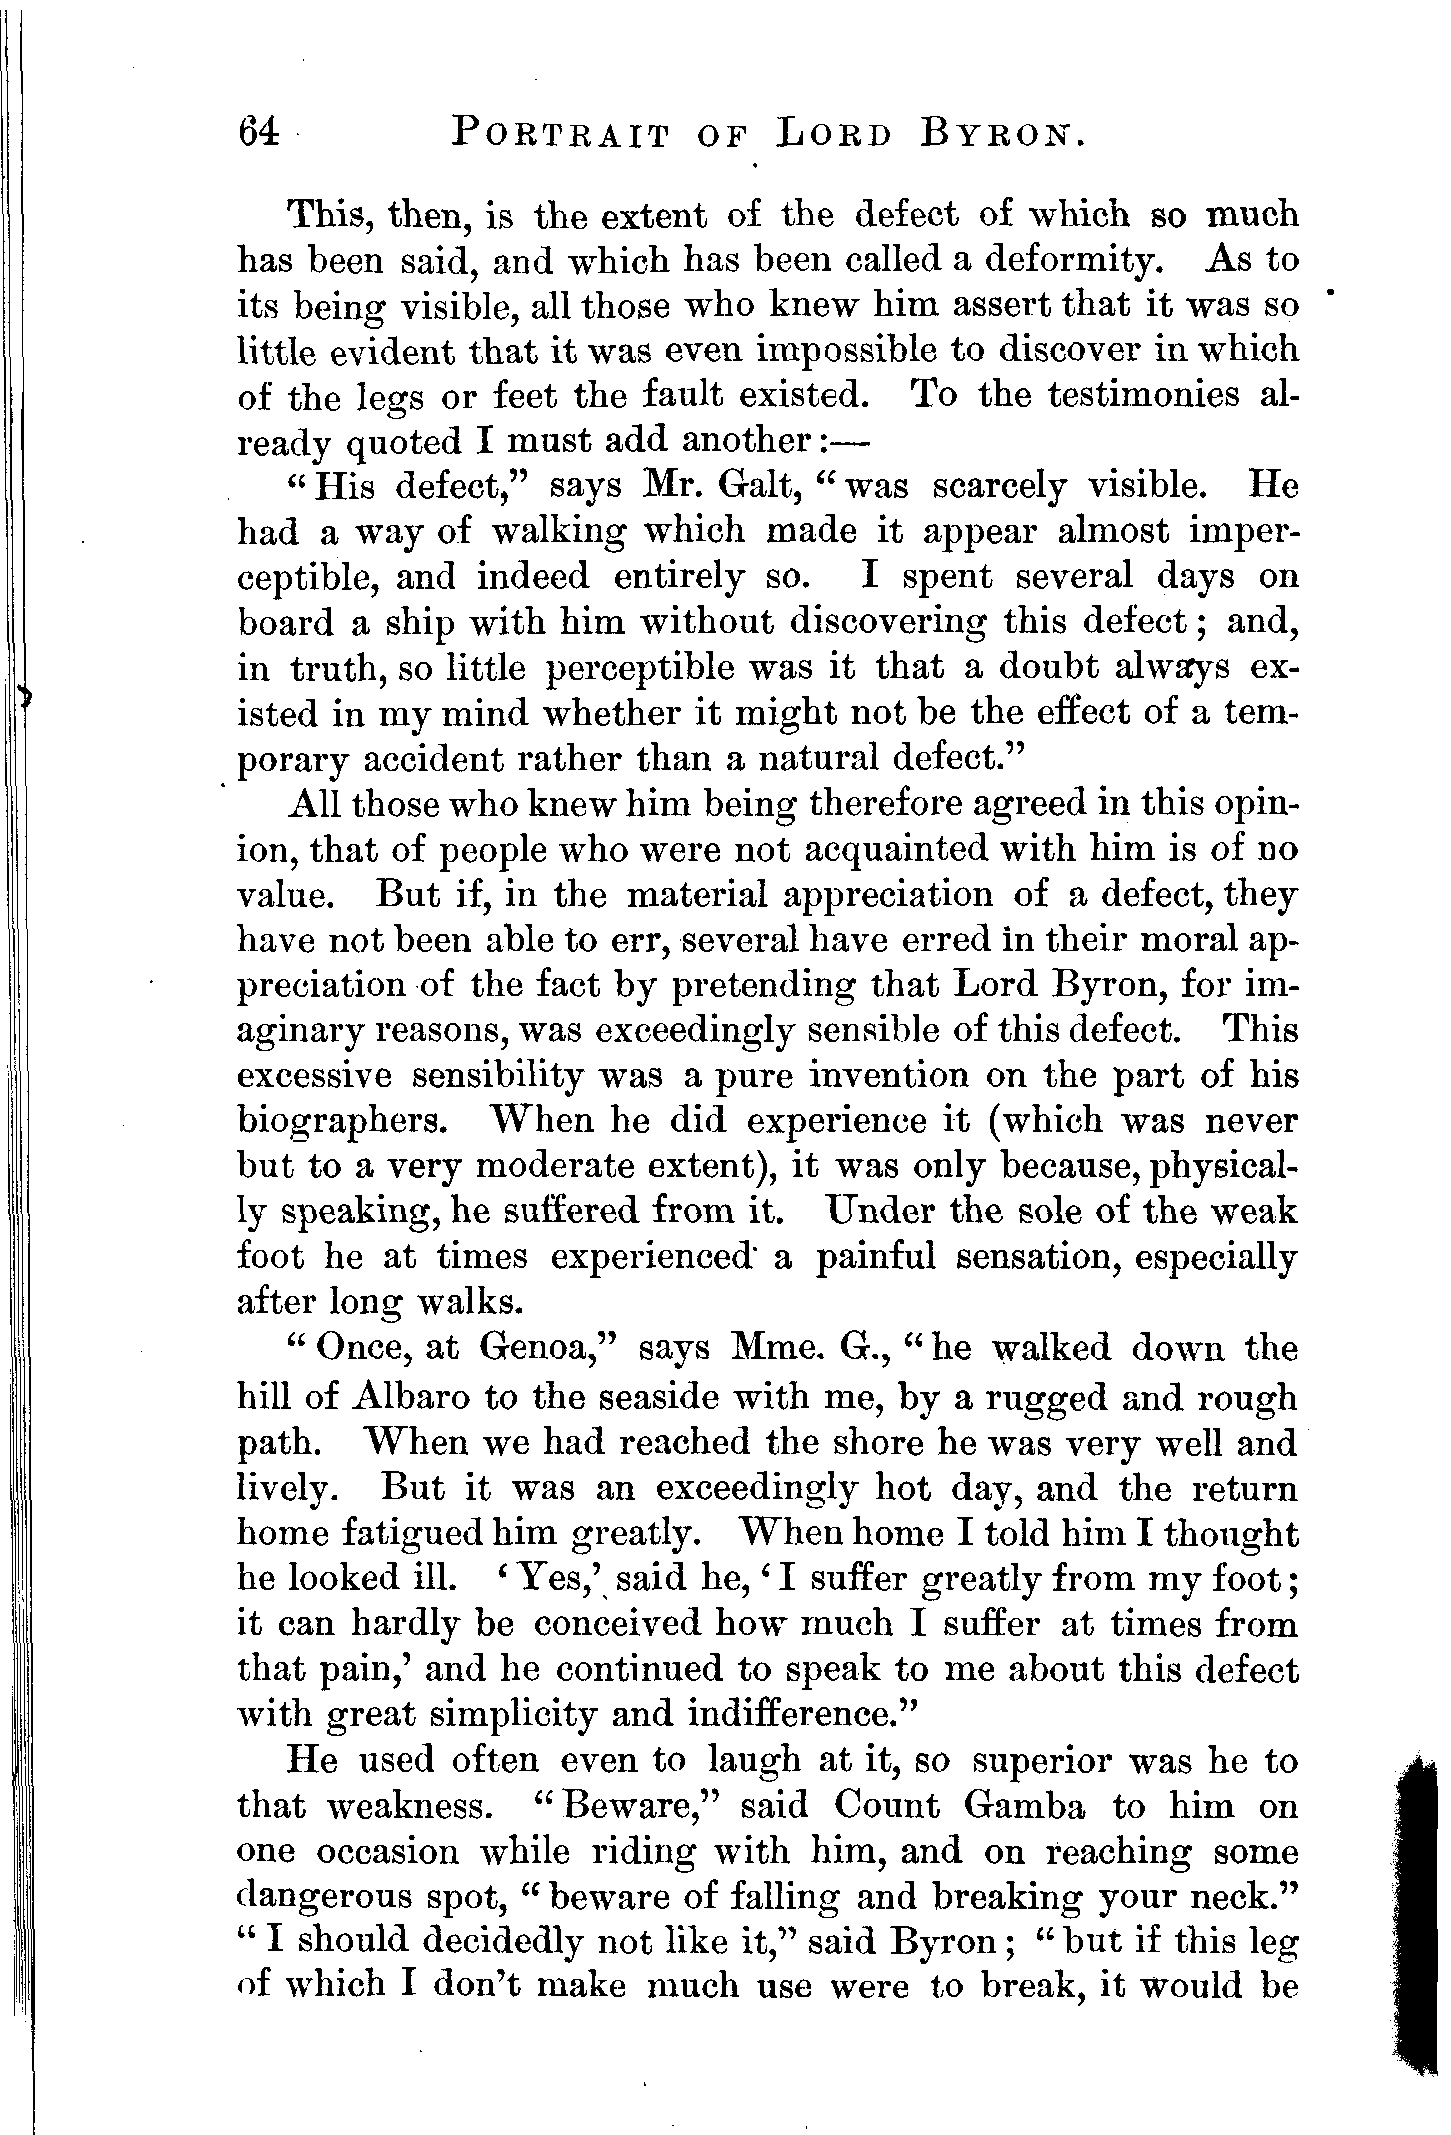 64 PORTRAIT OF LORD BYRON.
This, then, is the extent of the defect of which so much
has been said, and which has been called a deformity. As to
its being visible, all those who knew him assert that it was so
little evident that it was even impossible to discover in which
of the legs or feet the fault existed. To the testimonies al-
ready quoted I must add another:—
“His defect,” says Mr. Galt, “was scarcely visible. He
had a way of walking which made it appear almost imper-
ceptible, and indeed entirely so. I spent several days on
board a ship with him without discovering this defect; and,
in truth, so little perceptible was it that a doubt always ex-
isted in my mind whether it might not be the effect of a tem-
porary accident rather than a natural defect.”
All those who knew him being therefore agreed in this opin-
ion, that of people who were not acquainted with him is of no
value. But if, in the material appreciation of a defect, they
have not been able to err, several have erred in their moral ap-
preciation of the fact by pretending that Lord Byron, for im-
aginary reasons, was exceedingly sensible of this defect. This
excessive sensibility was a pure invention on the part of his
biographers. When he did experience it (which was never
but to a very moderate extent), it was only because, physical-
ly speaking, he suffered from it. Under the sole of the weak
foot he at times experienced a painful sensation, especially
after long walks.
“Once, at Genoa,” says Mme. G., “he walked down the
hill of Albaro to the seaside with me, by a rugged and rough
path. When we had reached the shore he was very well and
lively. But it was an exceedingly hot day, and the return
home fatigued him greatly. When home I told him I thought
he looked ill. ‘Yes,’ said he, ‘I suffer greatly from my foot;
it can hardly be conceived how much I suffer at times from
that pain,’ and he continued to speak to me about this defect
with great simplicity and indifference.”
He used often even to laugh at it, so superior was he to
that weakness. “Beware,” said Count Gamba to him on
one occasion while riding with him, and on reaching some
dangerous spot, “beware of falling and breaking your neck.”
“I should decidedly not like it,” said Byron; “but if this leg
of which I don’t make much use were to break, it would be